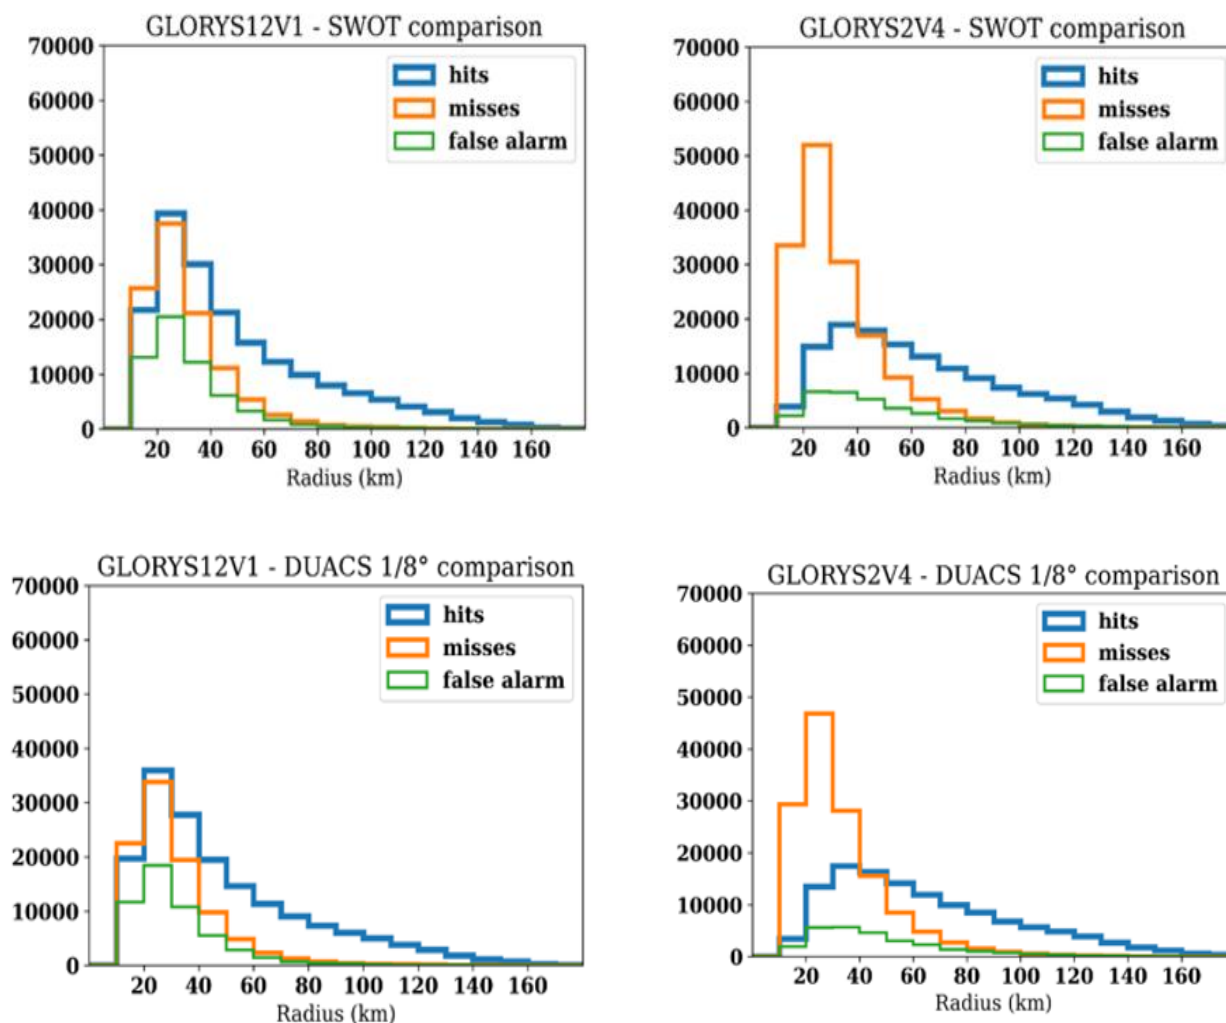 GLORYS12V1 - SWOT comparison
70000
60000
50000
40000
30000
20000
10000
0
hits
misses
false alarm
20 40 60 80 100 120 140 160
Radius (km)
GLORYS2V4 - SWOT comparison
70000
60000
50000
40000
30000
20000
10000
0
hits
misses
false alarm
20 40 60 80 100 120 140 160
Radius (km)
GLORYS12V1 - DUACS 1/8° comparison
70000
60000
50000
40000
30000
20000
10000
0
hits
misses
false alarm
20 40 60 80 100 120 140 160
Radius (km)
GLORYS2V4 - DUACS 1/8° comparison
70000
60000
50000
40000
30000
20000
10000
0
hits
misses
false alarm
20 40 60 80 100 120 140 160
Radius (km)